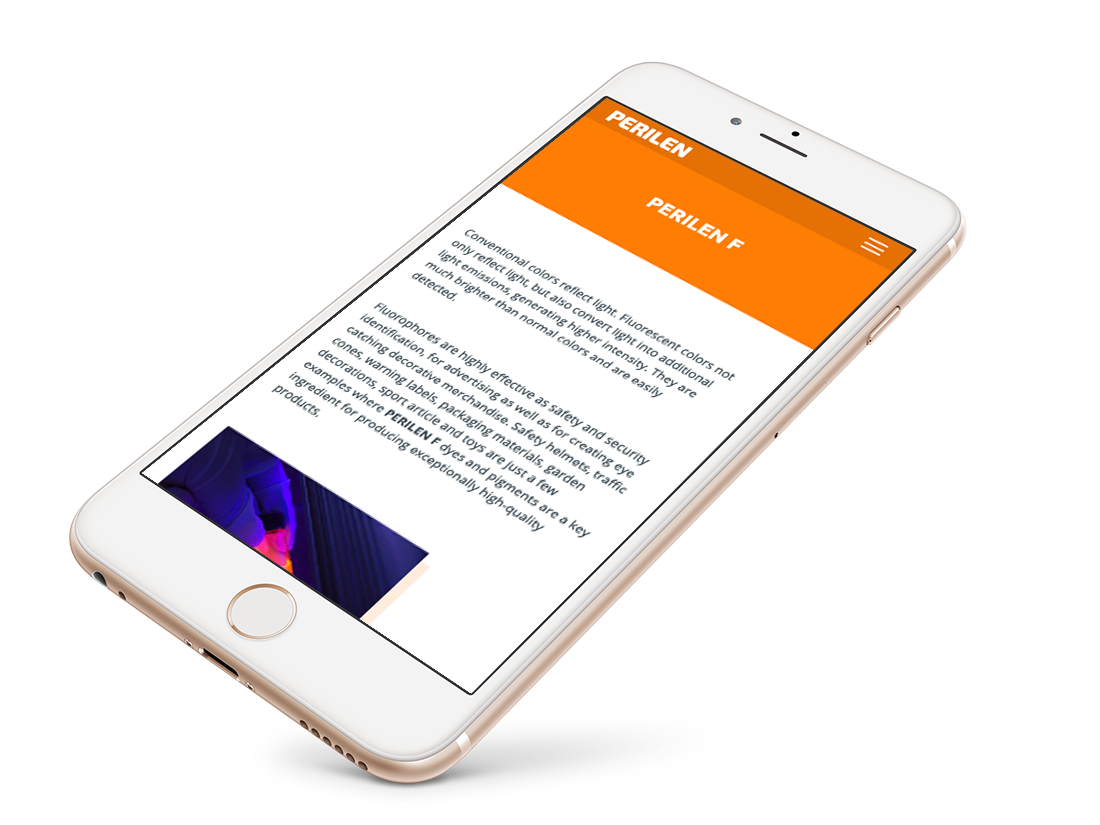 PERILEN
PERILEN F
Conventional colors reflect light. Fluorescent colors not
only reflect light, but also convert light into additional
light emissions, generating higher intensity. They are
much brighter than normal colors and are easily
detected.
Fluorophores are highly effective as safety and security
identification, for advertising as well as for creating eye
catching decorative merchandise. Safety helmets, traffic
cones, warning labels, packaging materials, garden
decorations, sport article and toys are just a few
examples where PERILEN F dyes and pigments are a key
ingredient for producing exceptionally high-quality
products.